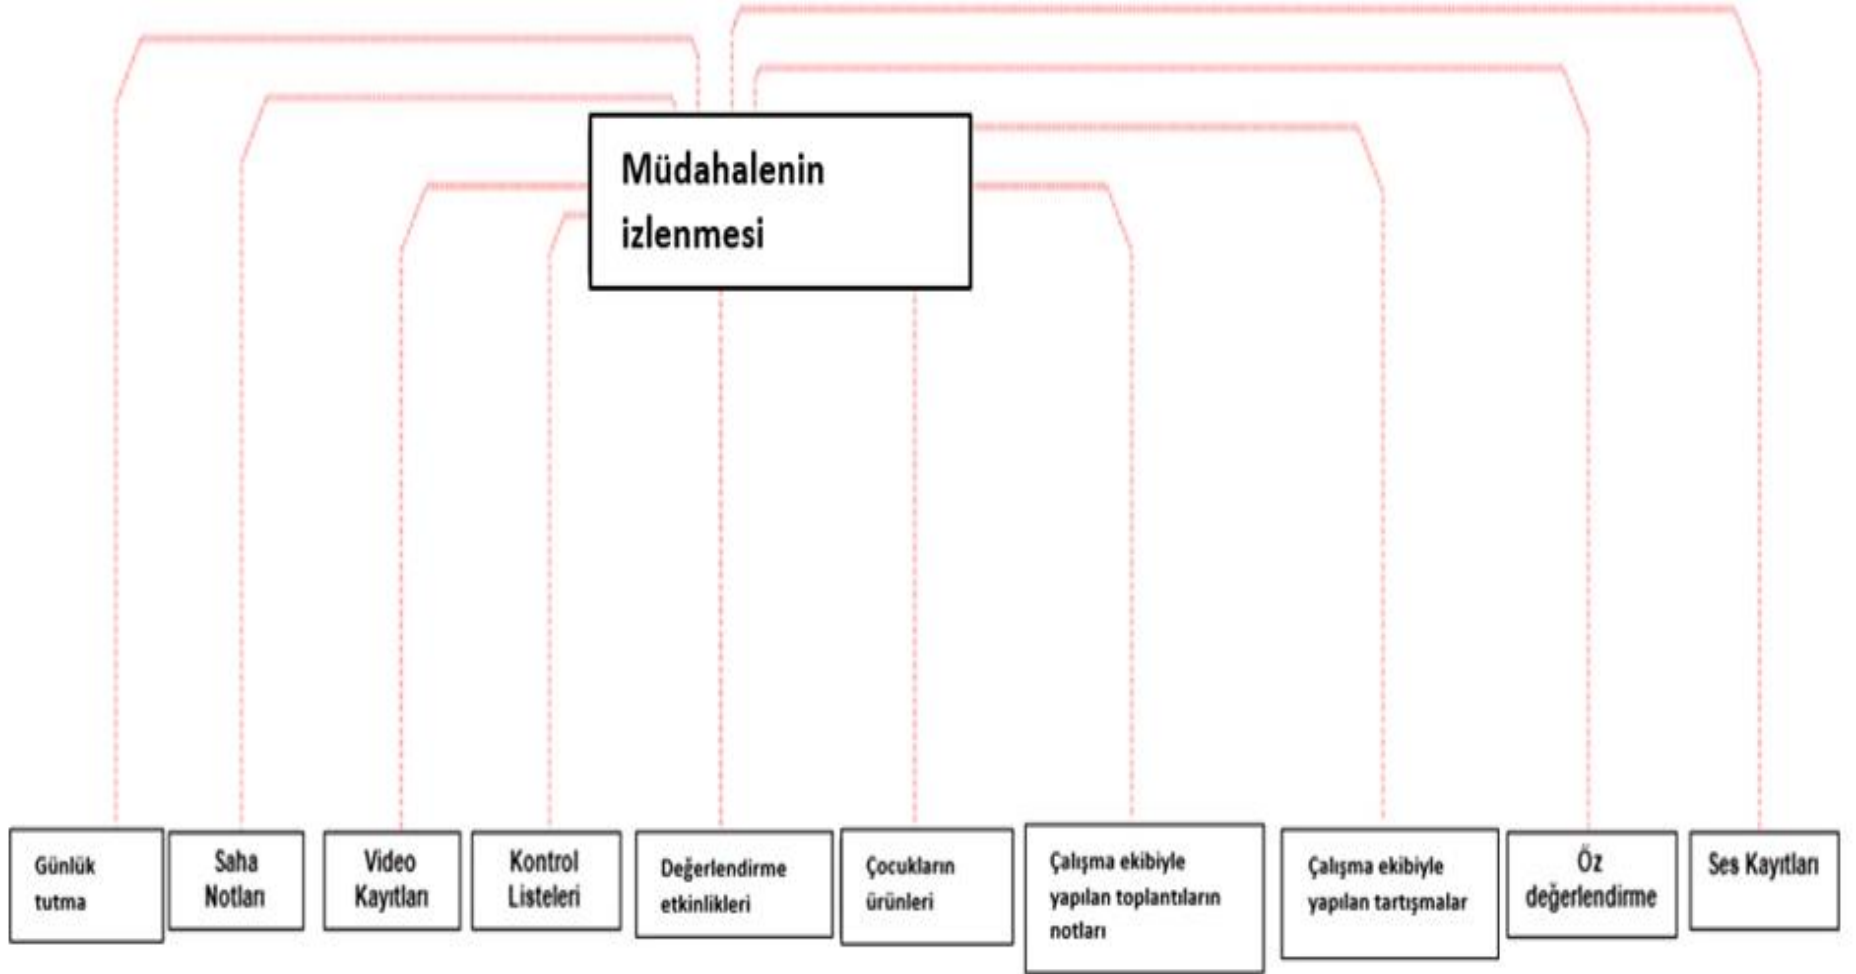 Müdahalenin
izlenmesi
Günlük
tutma
Saha
Notları
Video
Kayıtları
Kontrol
Listeleri
Değerlendirme
etkinlikleri
Çocukların
ürünleri
Çalışma ekibiyle
yapılan toplantıların
notları
Çalışma ekibiyle
yapılan tartışmalar
Öz
değerlendirme
Ses Kayıtları